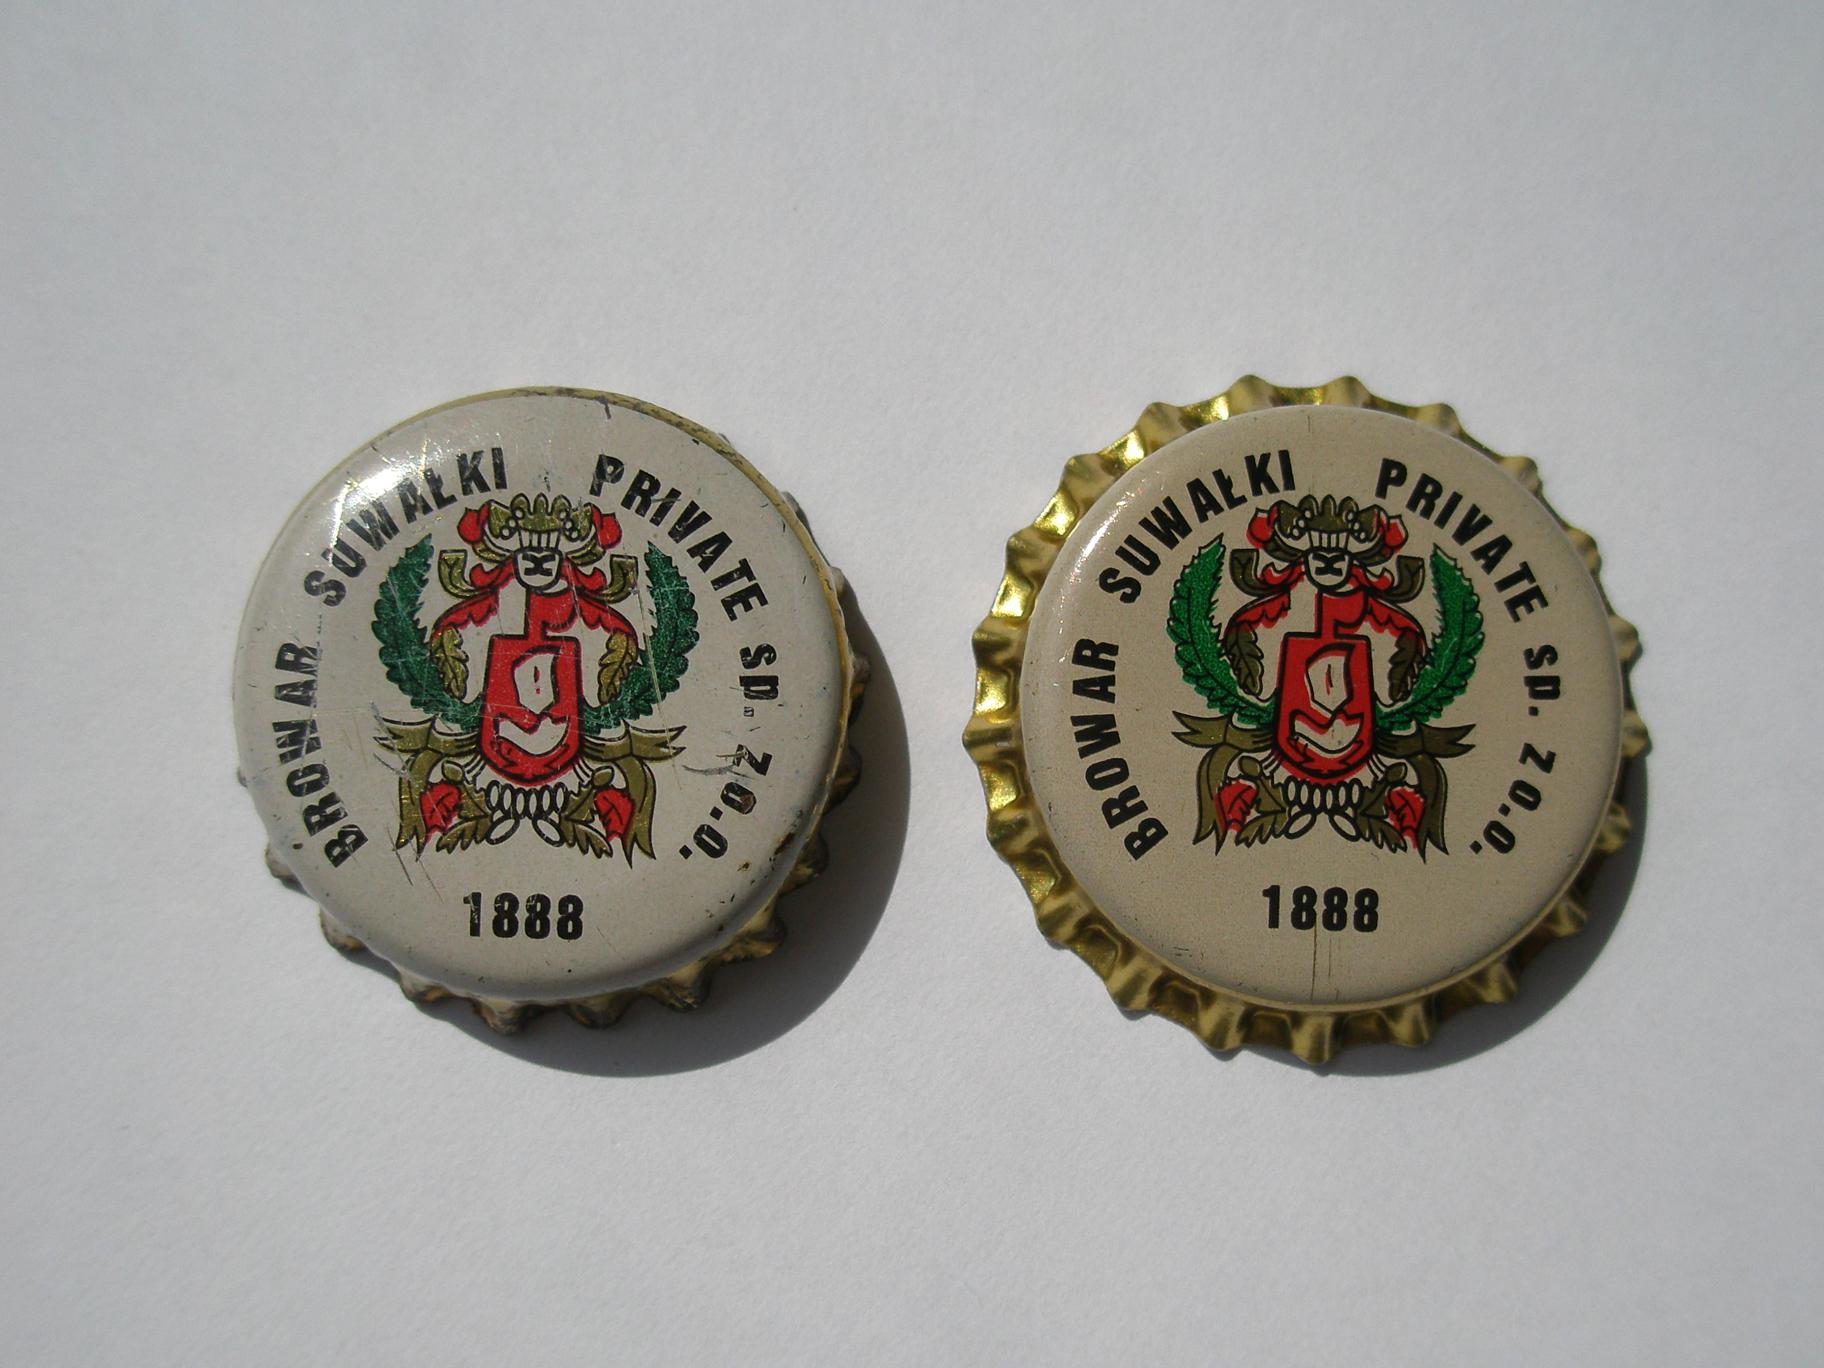 BROWAR SUWAŁKI PRIVATE sp. z o.o.
1888
BROWAR SUWAŁKI PRIVATE sp. z o.o.
1888